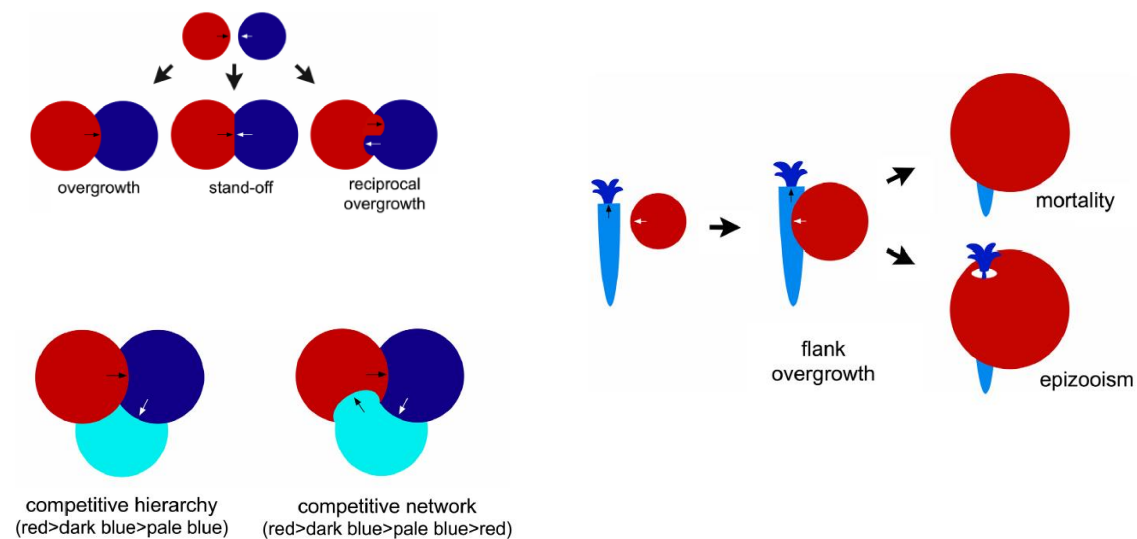 overgrowth
stand-off
reciprocal
overgrowth
competitive hierarchy
(red>dark blue>pale blue)
competitive network
(red>dark blue>pale blue>red)
flank
overgrowth
mortality
epizooism